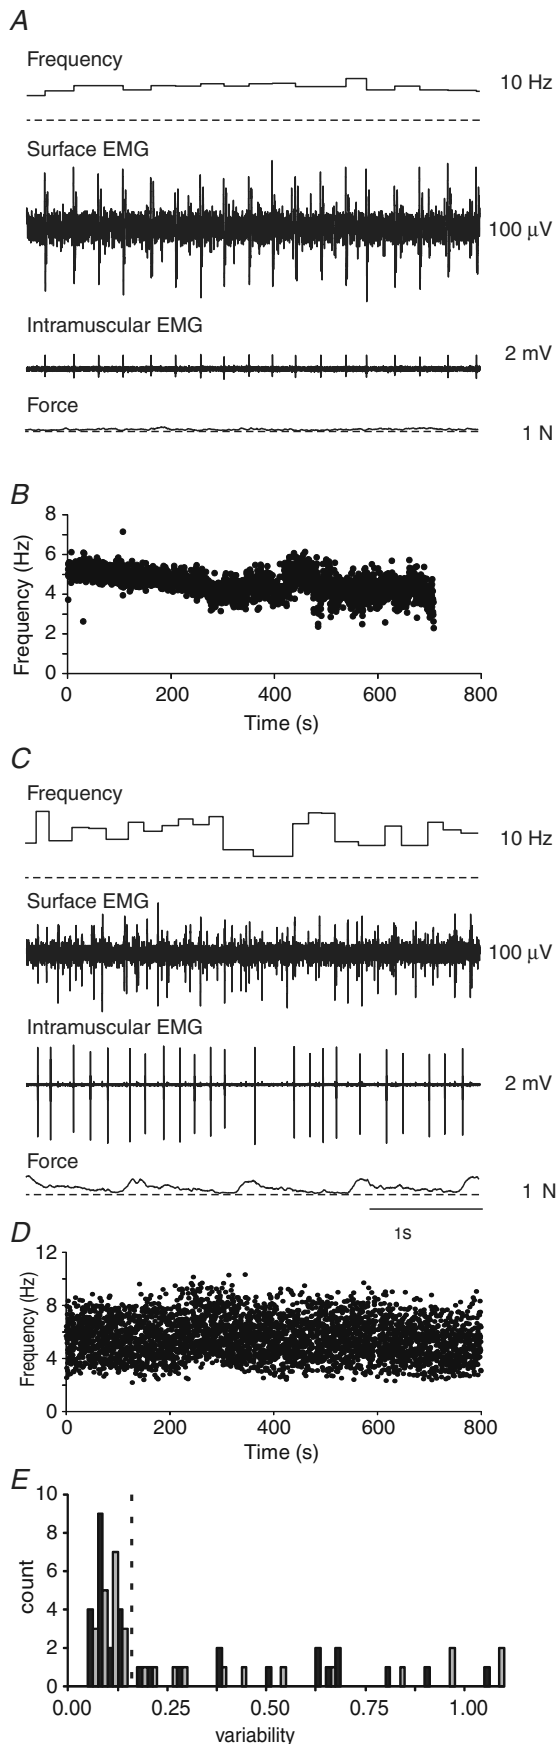 A
Frequency
10 Hz
Surface EMG
100 µV
Intramuscular EMG
2 mV
Force
1 N
B
8
6
4
2
0
Frequency (Hz)
0 200 400 600 800
Time (s)
C
Frequency
10 Hz
Surface EMG
100 µV
Intramuscular EMG
2 mV
Force
1 N
1s
D
12
8
4
0
Frequency (Hz)
0 200 400 600 800
Time (s)
E
10
8
6
4
2
0
count
0.00 0.25 0.50 0.75 1.00
variability